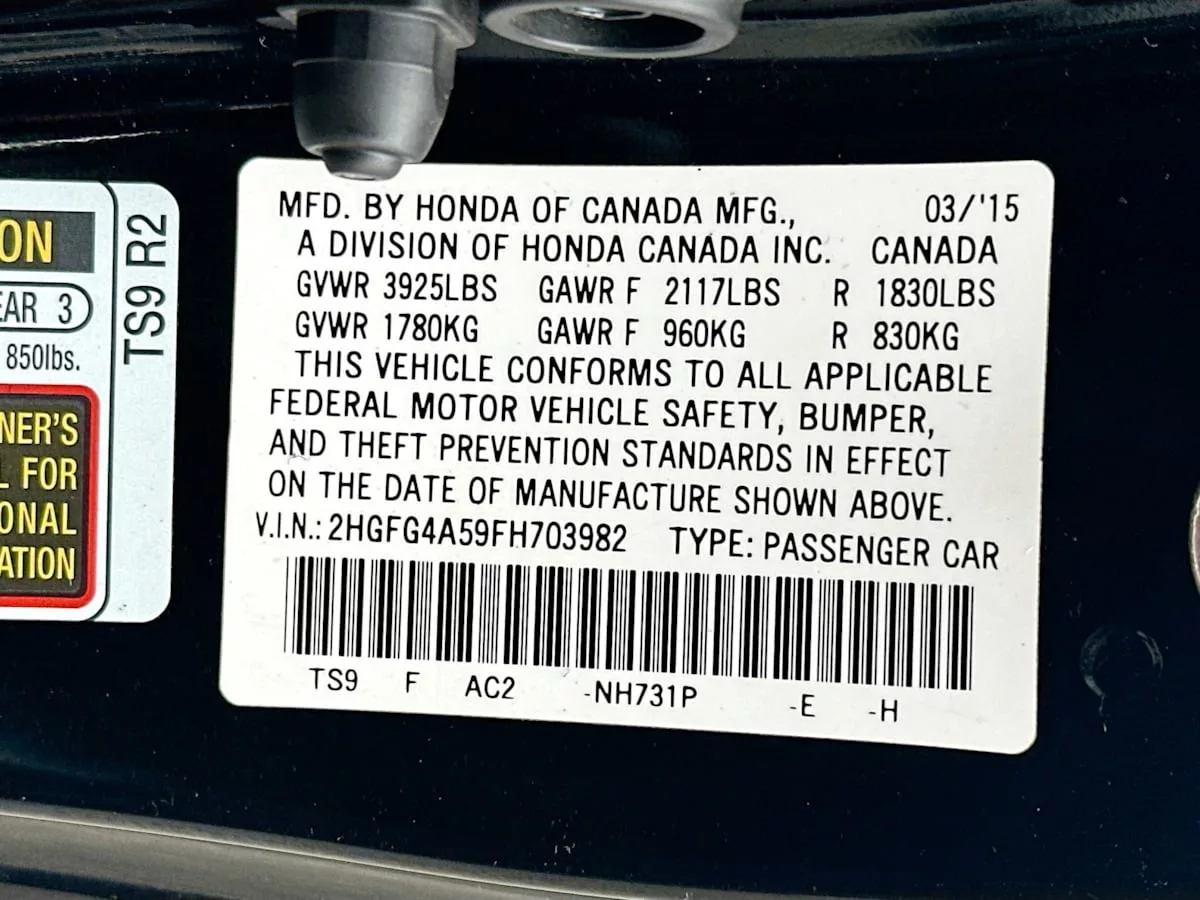 ON
EAR 3
850lbs.
NER'S
L FOR
ONAL
ATION
TS9 R2
MFD. BY HONDA OF CANADA MFG., 03/'15
A DIVISION OF HONDA CANADA INC. CANADA
GVWR 3925LBS GAWR F 2117LBS R 1830LBS
GVWR 1780KG GAWR F 960KG R 830KG
THIS VEHICLE CONFORMS TO ALL APPLICABLE
FEDERAL MOTOR VEHICLE SAFETY, BUMPER,
AND THEFT PREVENTION STANDARDS IN EFFECT
ON THE DATE OF MANUFACTURE SHOWN ABOVE.
V.I.N.: 2HGFG4A59FH703982 TYPE: PASSENGER CAR
TS9 F AC2 -NH731P -E -H